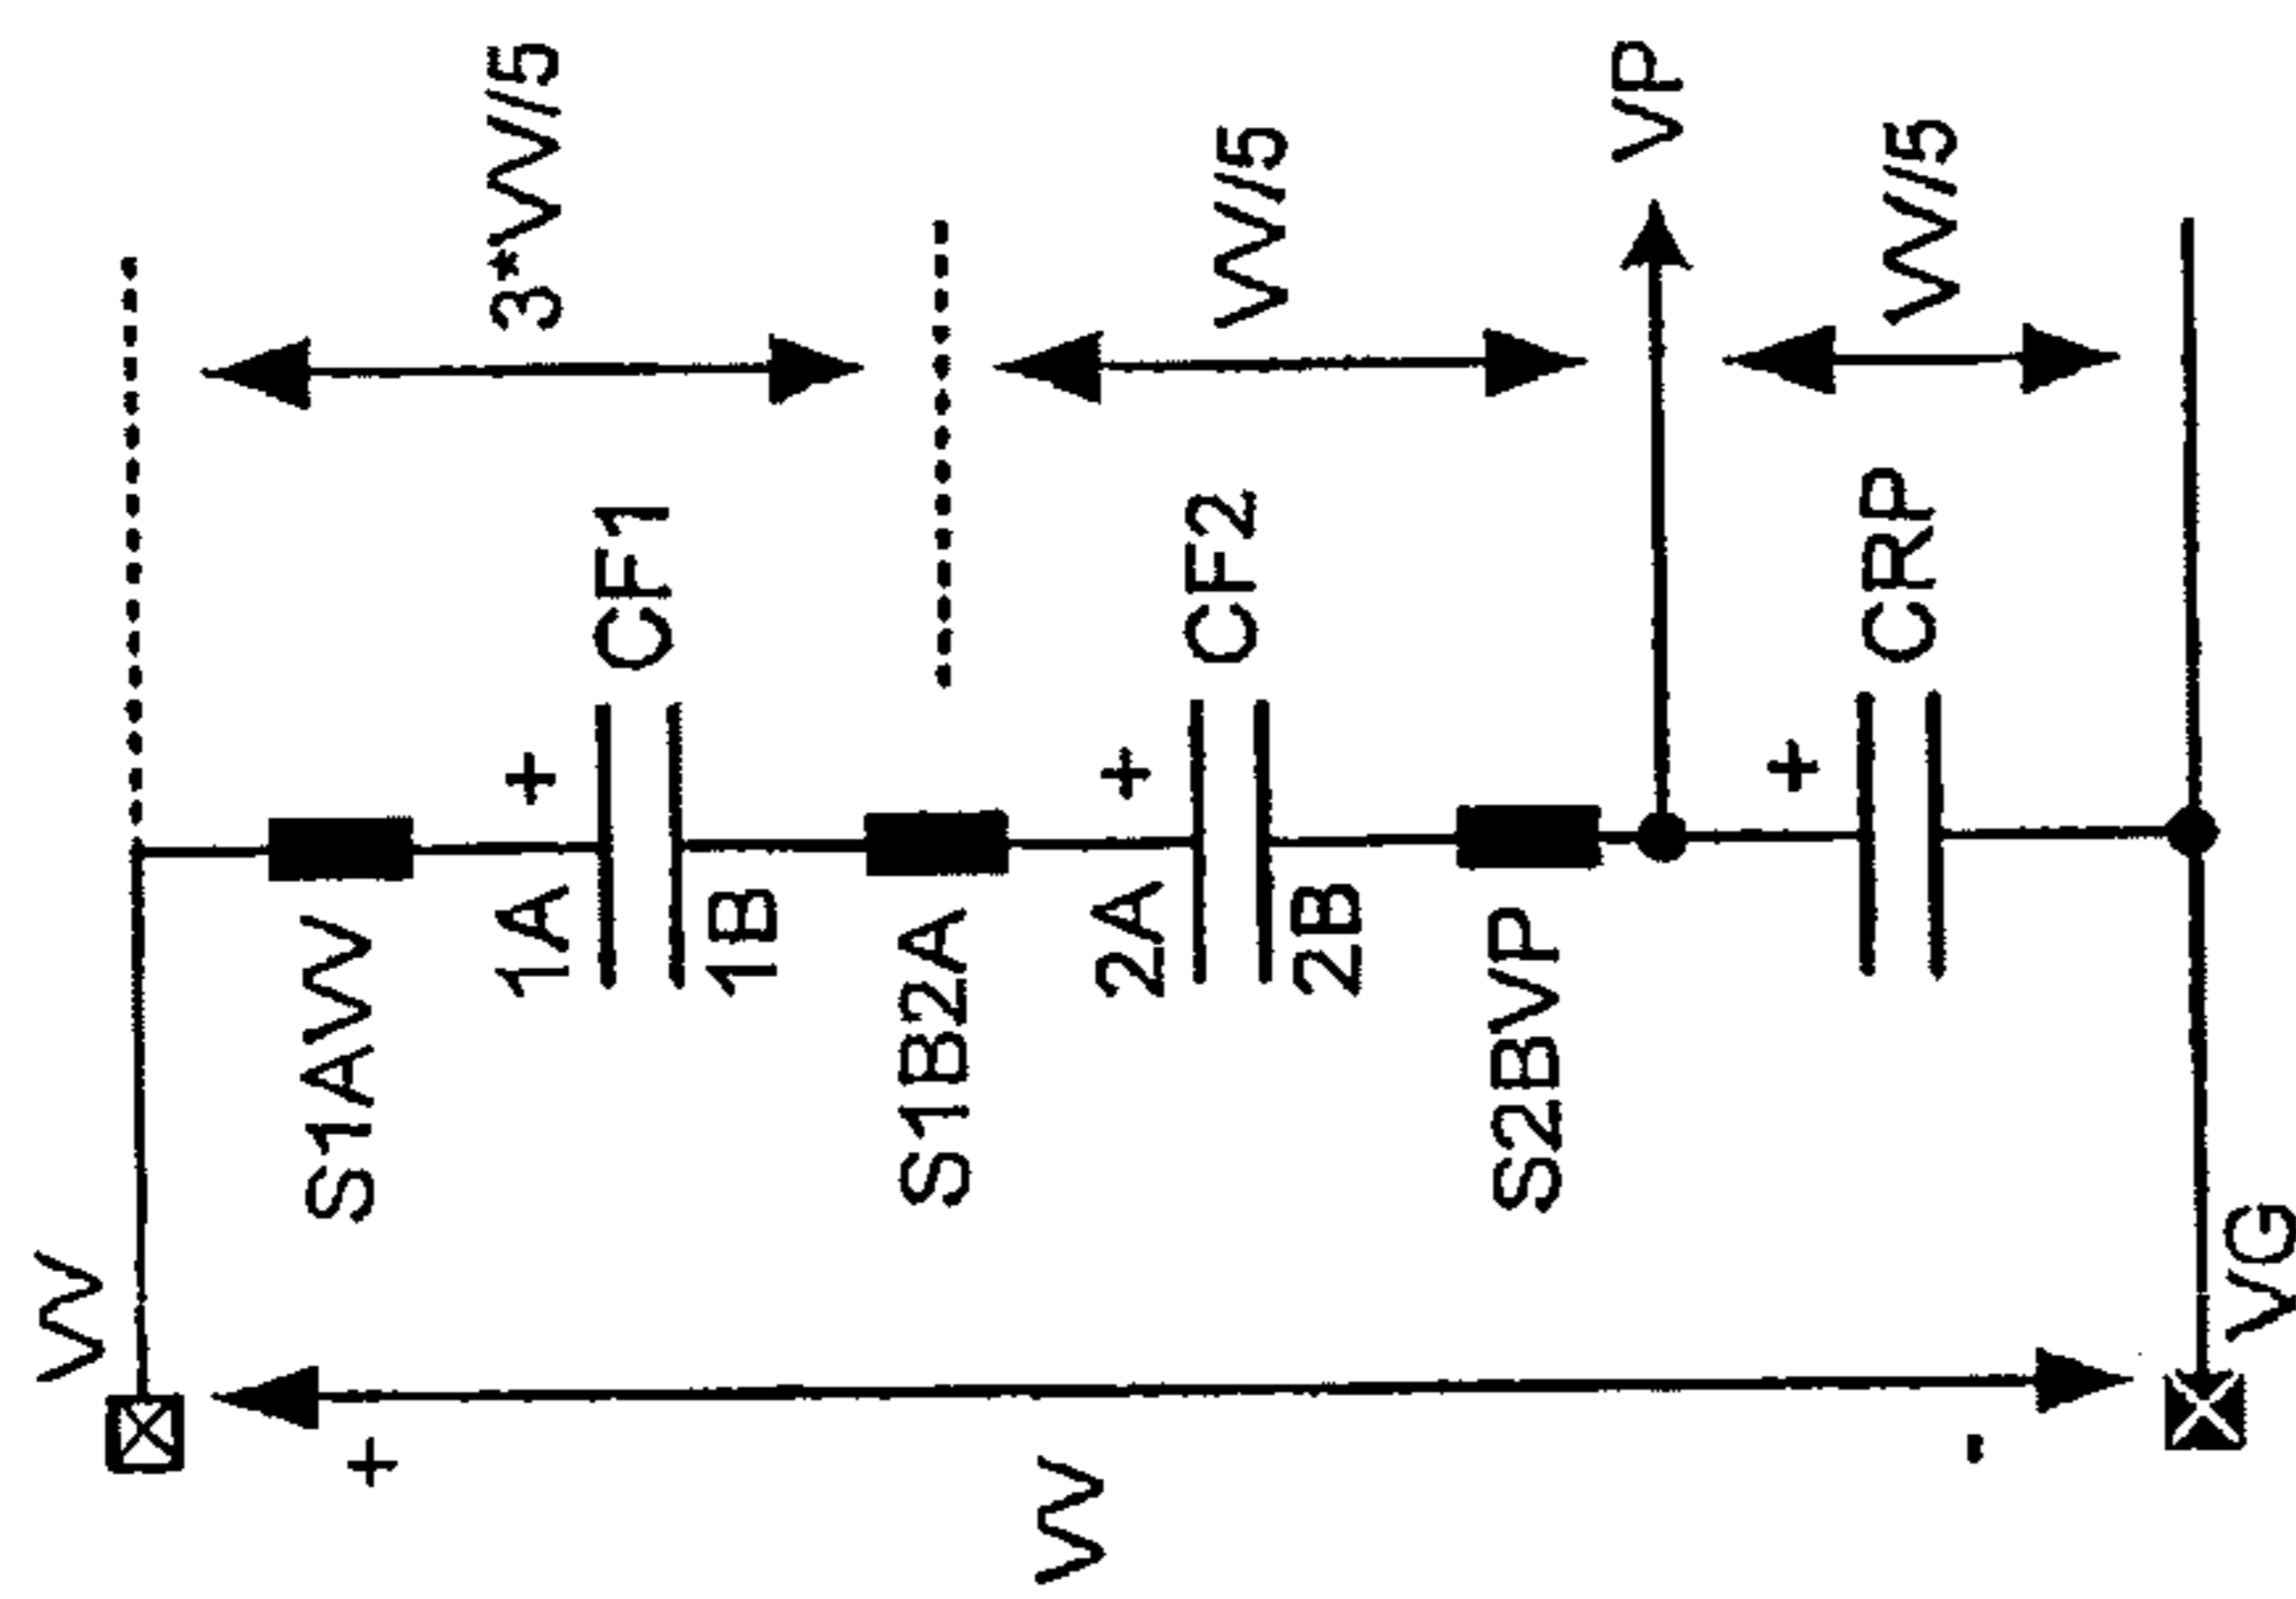 VV
+
S1AVV
+
3*VV/5
1A
CF1
1B
S1B2A
VV
+
2A
CF2
VV/5
2B
S2BVP
VP
+
CRP
VV/5
-
VG